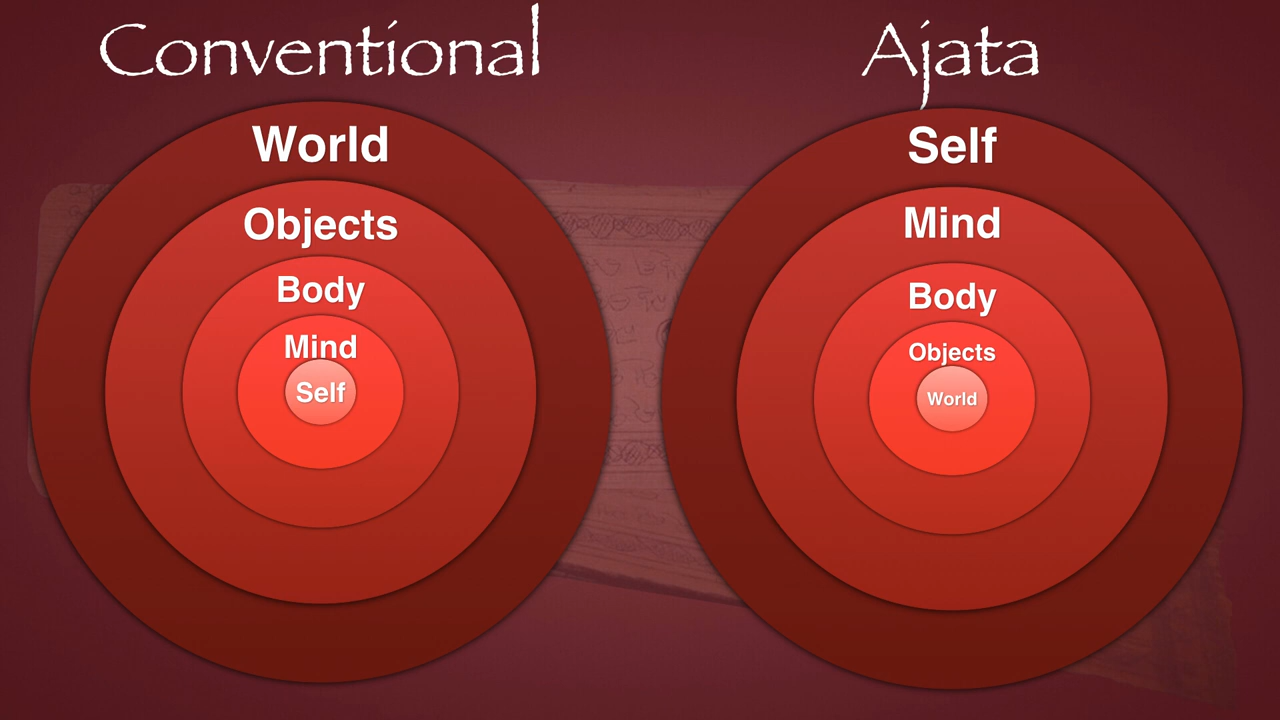 Conventional
World
Objects
Body
Mind
Self
Ajata
Self
Mind
Body
Objects
World